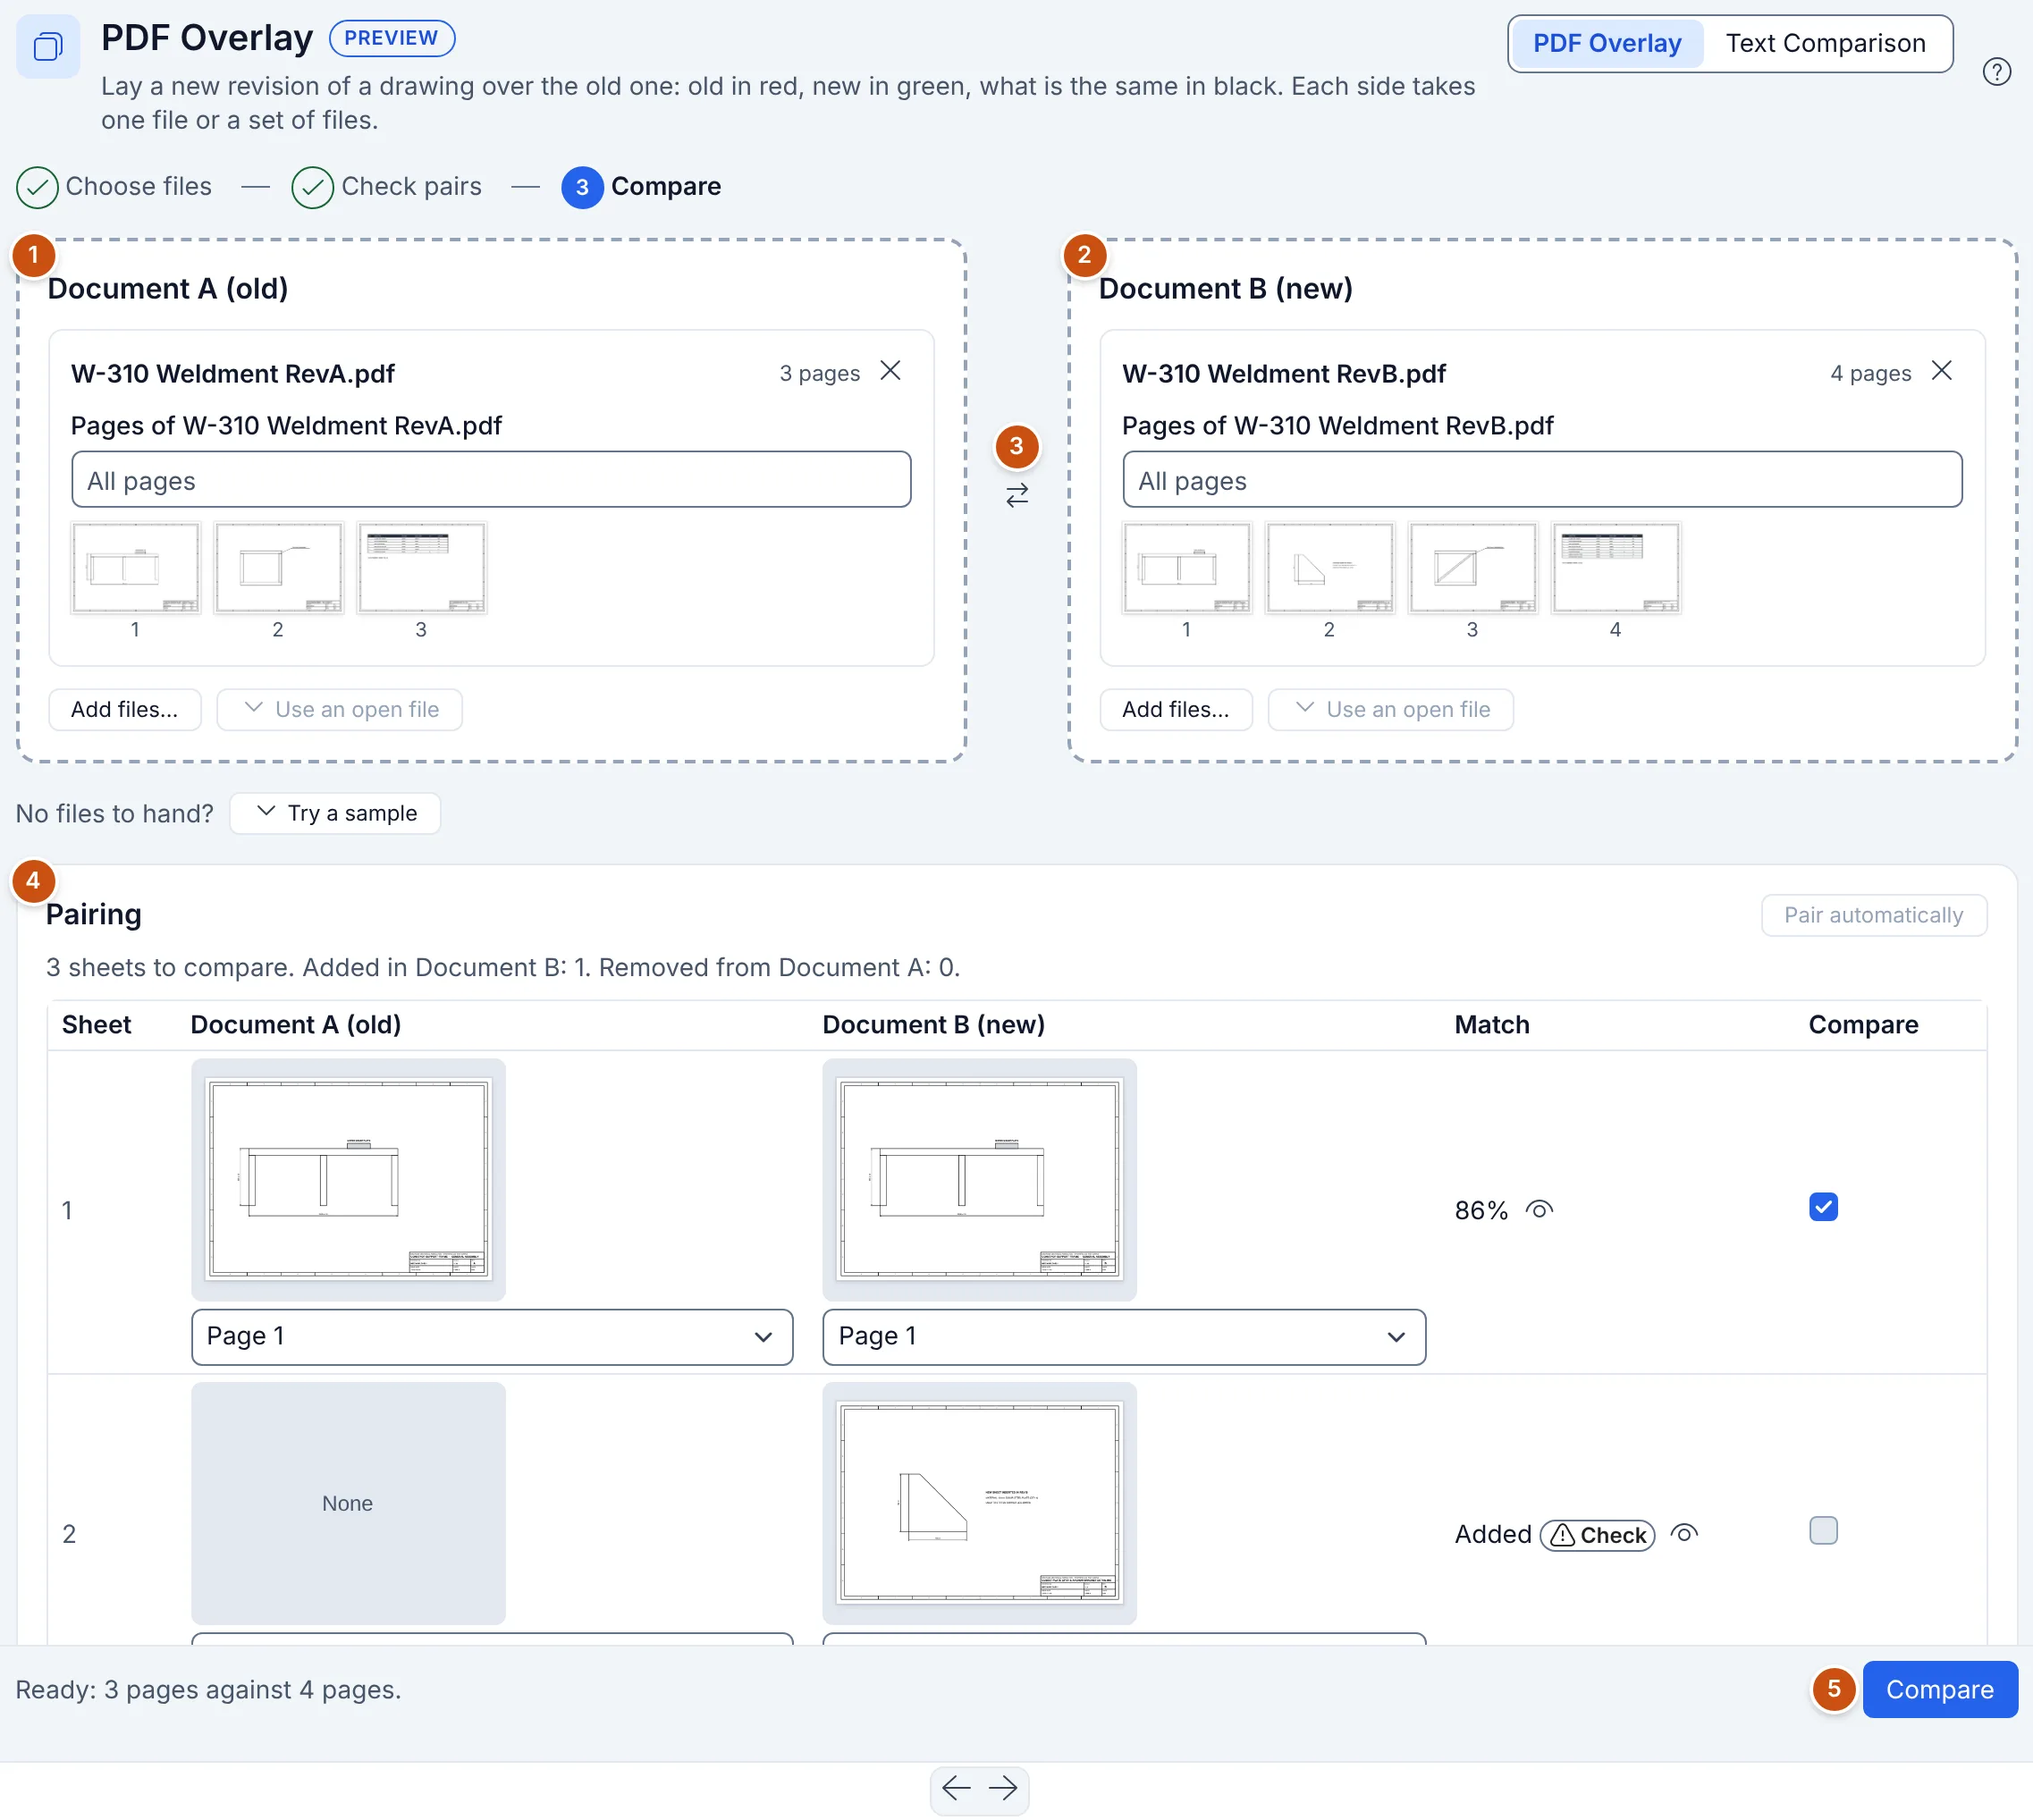 PDF Overlay
PREVIEW
PDF Overlay
Text Comparison
Lay a new revision of a drawing over the old one: old in red, new in green, what is the same in black. Each side takes
one file or a set of files.
Choose files
Check pairs
3
Compare
1
Document A (old)
W-310 Weldment RevA.pdf
3 pages
Pages of W-310 Weldment RevA.pdf
All pages
1
2
3
Add files...
Use an open file
3
2
Document B (new)
W-310 Weldment RevB.pdf
4 pages
Pages of W-310 Weldment RevB.pdf
All pages
1
2
3
4
Add files...
Use an open file
No files to hand?
Try a sample
4
Pairing
Pair automatically
3 sheets to compare. Added in Document B: 1. Removed from Document A: 0.
Sheet
Document A (old)
Document B (new)
Match
Compare
1
Page 1
Page 1
86%
2
None
Added
Check
Ready: 3 pages against 4 pages.
5
Compare